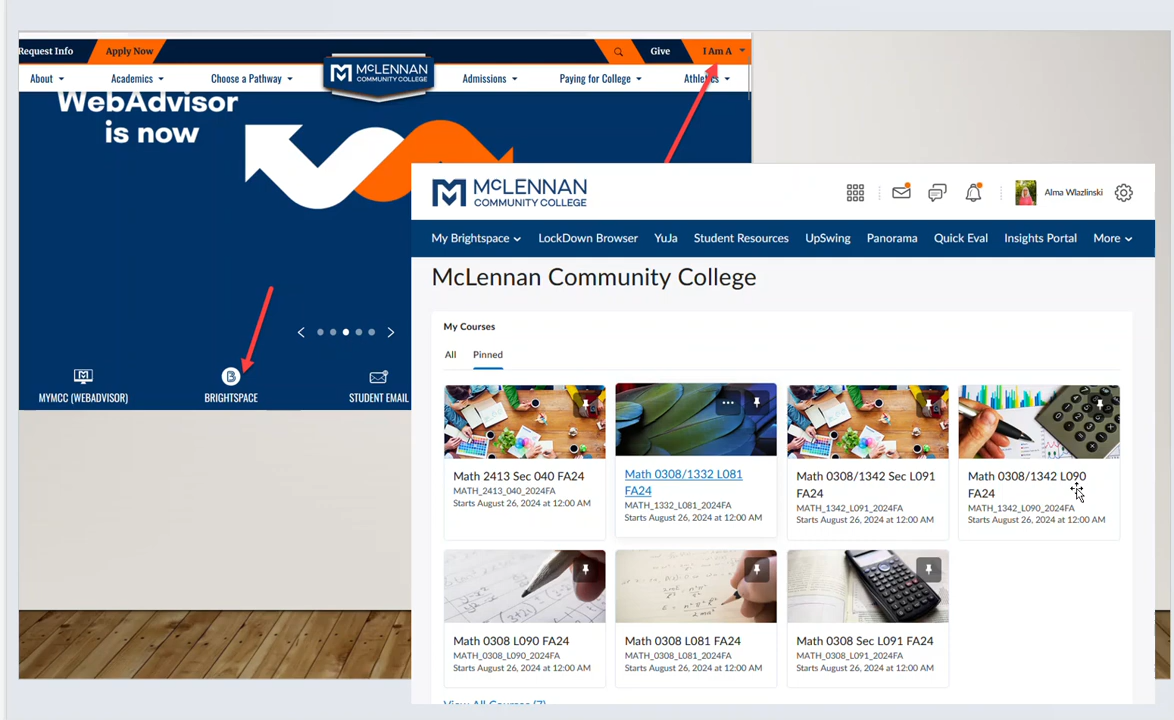 Request Info
Apply Now
Give
I Am A
About
Academics
Choose a Pathway
McLENNAN
COMMUNITY COLLEGE
Admissions
Paying for College
Athletics
WebAdvisor
is now
MYMCC (WEBADVISOR)
BRIGHTSPACE
STUDENT EMAIL
McLENNAN
COMMUNITY COLLEGE
Alma Wlazlinski
My Brightspace
LockDown Browser
YuJa
Student Resources
UpSwing
Panorama
Quick Eval
Insights Portal
More
McLennan Community College
My Courses
All
Pinned
Math 2413 Sec 040 FA24
MATH_2413_040_2024FA
Starts August 26, 2024 at 12:00 AM
Math 0308/1332 L081
FA24
MATH_1332_L081_2024FA
Starts August 26, 2024 at 12:00 AM
Math 0308/1342 Sec L091
FA24
MATH_1342_L091_2024FA
Starts August 26, 2024 at 12:00 AM
Math 0308/1342 L090
FA24
MATH_1342_L090_2024FA
Starts August 26, 2024 at 12:00 AM
Math 0308 L090 FA24
MATH_0308_L090_2024FA
Starts August 26, 2024 at 12:00 AM
Math 0308 L081 FA24
MATH_0308_L081_2024FA
Starts August 26, 2024 at 12:00 AM
Math 0308 Sec L091 FA24
MATH_0308_L091_2024FA
Starts August 26, 2024 at 12:00 AM
View All Courses (7)